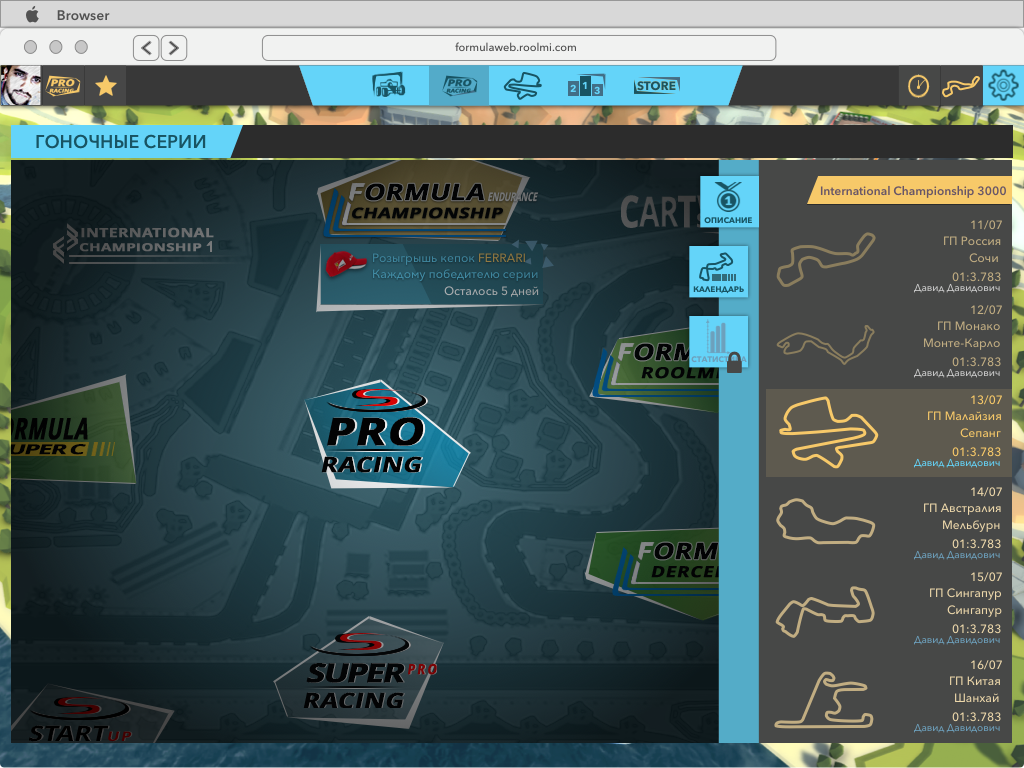 Browser
formulaweb.roolmi.com
PRO
RACING
PRO
RACING
2 1 3
STORE
ГОНОЧНЫЕ СЕРИИ
FORMULA
ENDURANCE
CHAMPIONSHIP
CARTS
INTERNATIONAL
CHAMPIONSHIP 1
Розыгрышь кепок FERRARI
Каждому победителю серии
Осталось 5 дней
FORM
ROOLMI
RMULA
UPER C
PRO
RACING
FORM
DERCE
SUPER PRO
RACING
START UP
1
ОПИСАНИЕ
КАЛЕНДАРЬ
СТАТИСТИКА
International Championship 3000
11/07
ГП Россия
Сочи
01:3.783
Давид Давидович
12/07
ГП Монако
Монте-Карло
01:3.783
Давид Давидович
13/07
ГП Малайзия
Сепанг
01:3.783
Давид Давидович
14/07
ГП Австралия
Мельбурн
01:3.783
Давид Давидович
15/07
ГП Сингапур
Сингапур
01:3.783
Давид Давидович
16/07
ГП Китая
Шанхай
01:3.783
Давид Давидович